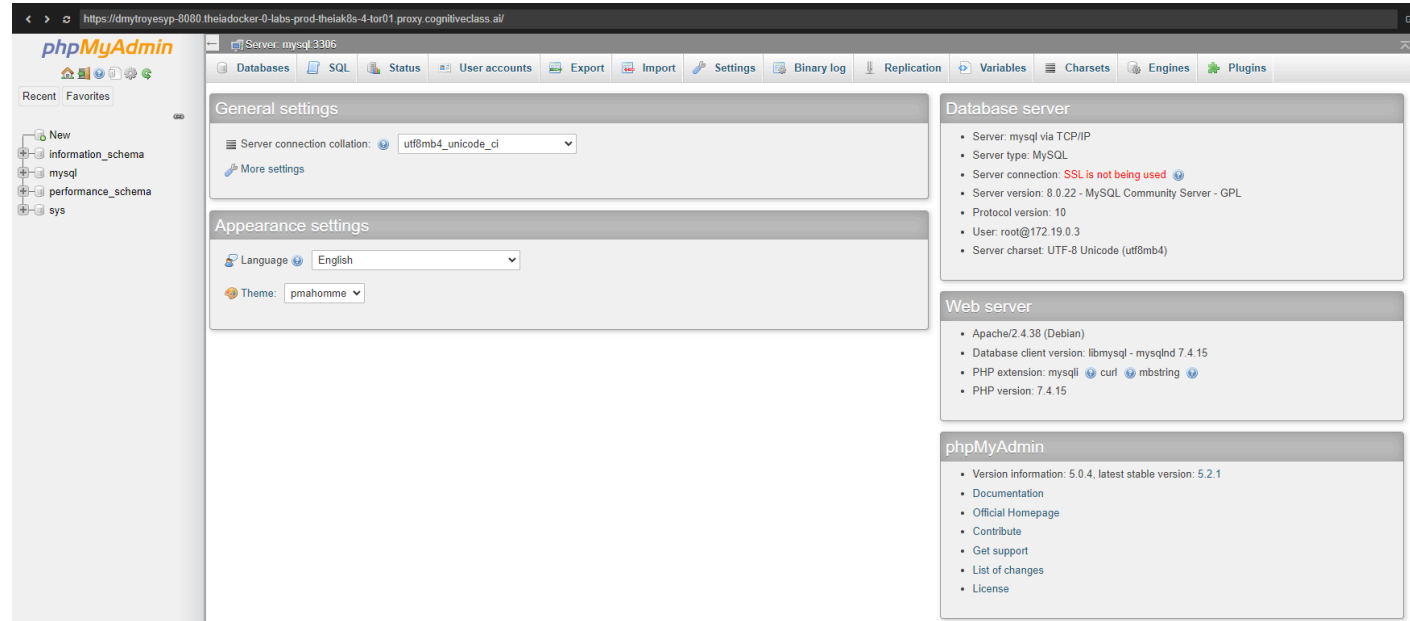 https://dmytroyesyp-8080.theiadocker-0-labs-prod-theiak8s-4-tor01.proxy.cognitiveclass.ai/
phpMyAdmin
Recent Favorites
New
information_schema
mysql
performance_schema
sys
Server: mysql:3306
Databases SQL Status User accounts Export Import Settings Binary log Replication Variables Charsets Engines Plugins
General settings
Server connection collation: utf8mb4_unicode_ci
More settings
Appearance settings
Language English
Theme: pmahomme
Database server
• Server: mysql via TCP/IP
• Server type: MySQL
• Server connection: SSL is not being used
• Server version: 8.0.22 - MySQL Community Server - GPL
• Protocol version: 10
• User: root@172.19.0.3
• Server charset: UTF-8 Unicode (utf8mb4)
Web server
• Apache/2.4.38 (Debian)
• Database client version: libmysql - mysqlnd 7.4.15
• PHP extension: mysqli curl mbstring
• PHP version: 7.4.15
phpMyAdmin
• Version information: 5.0.4, latest stable version: 5.2.1
• Documentation
• Official Homepage
• Contribute
• Get support
• List of changes
• License